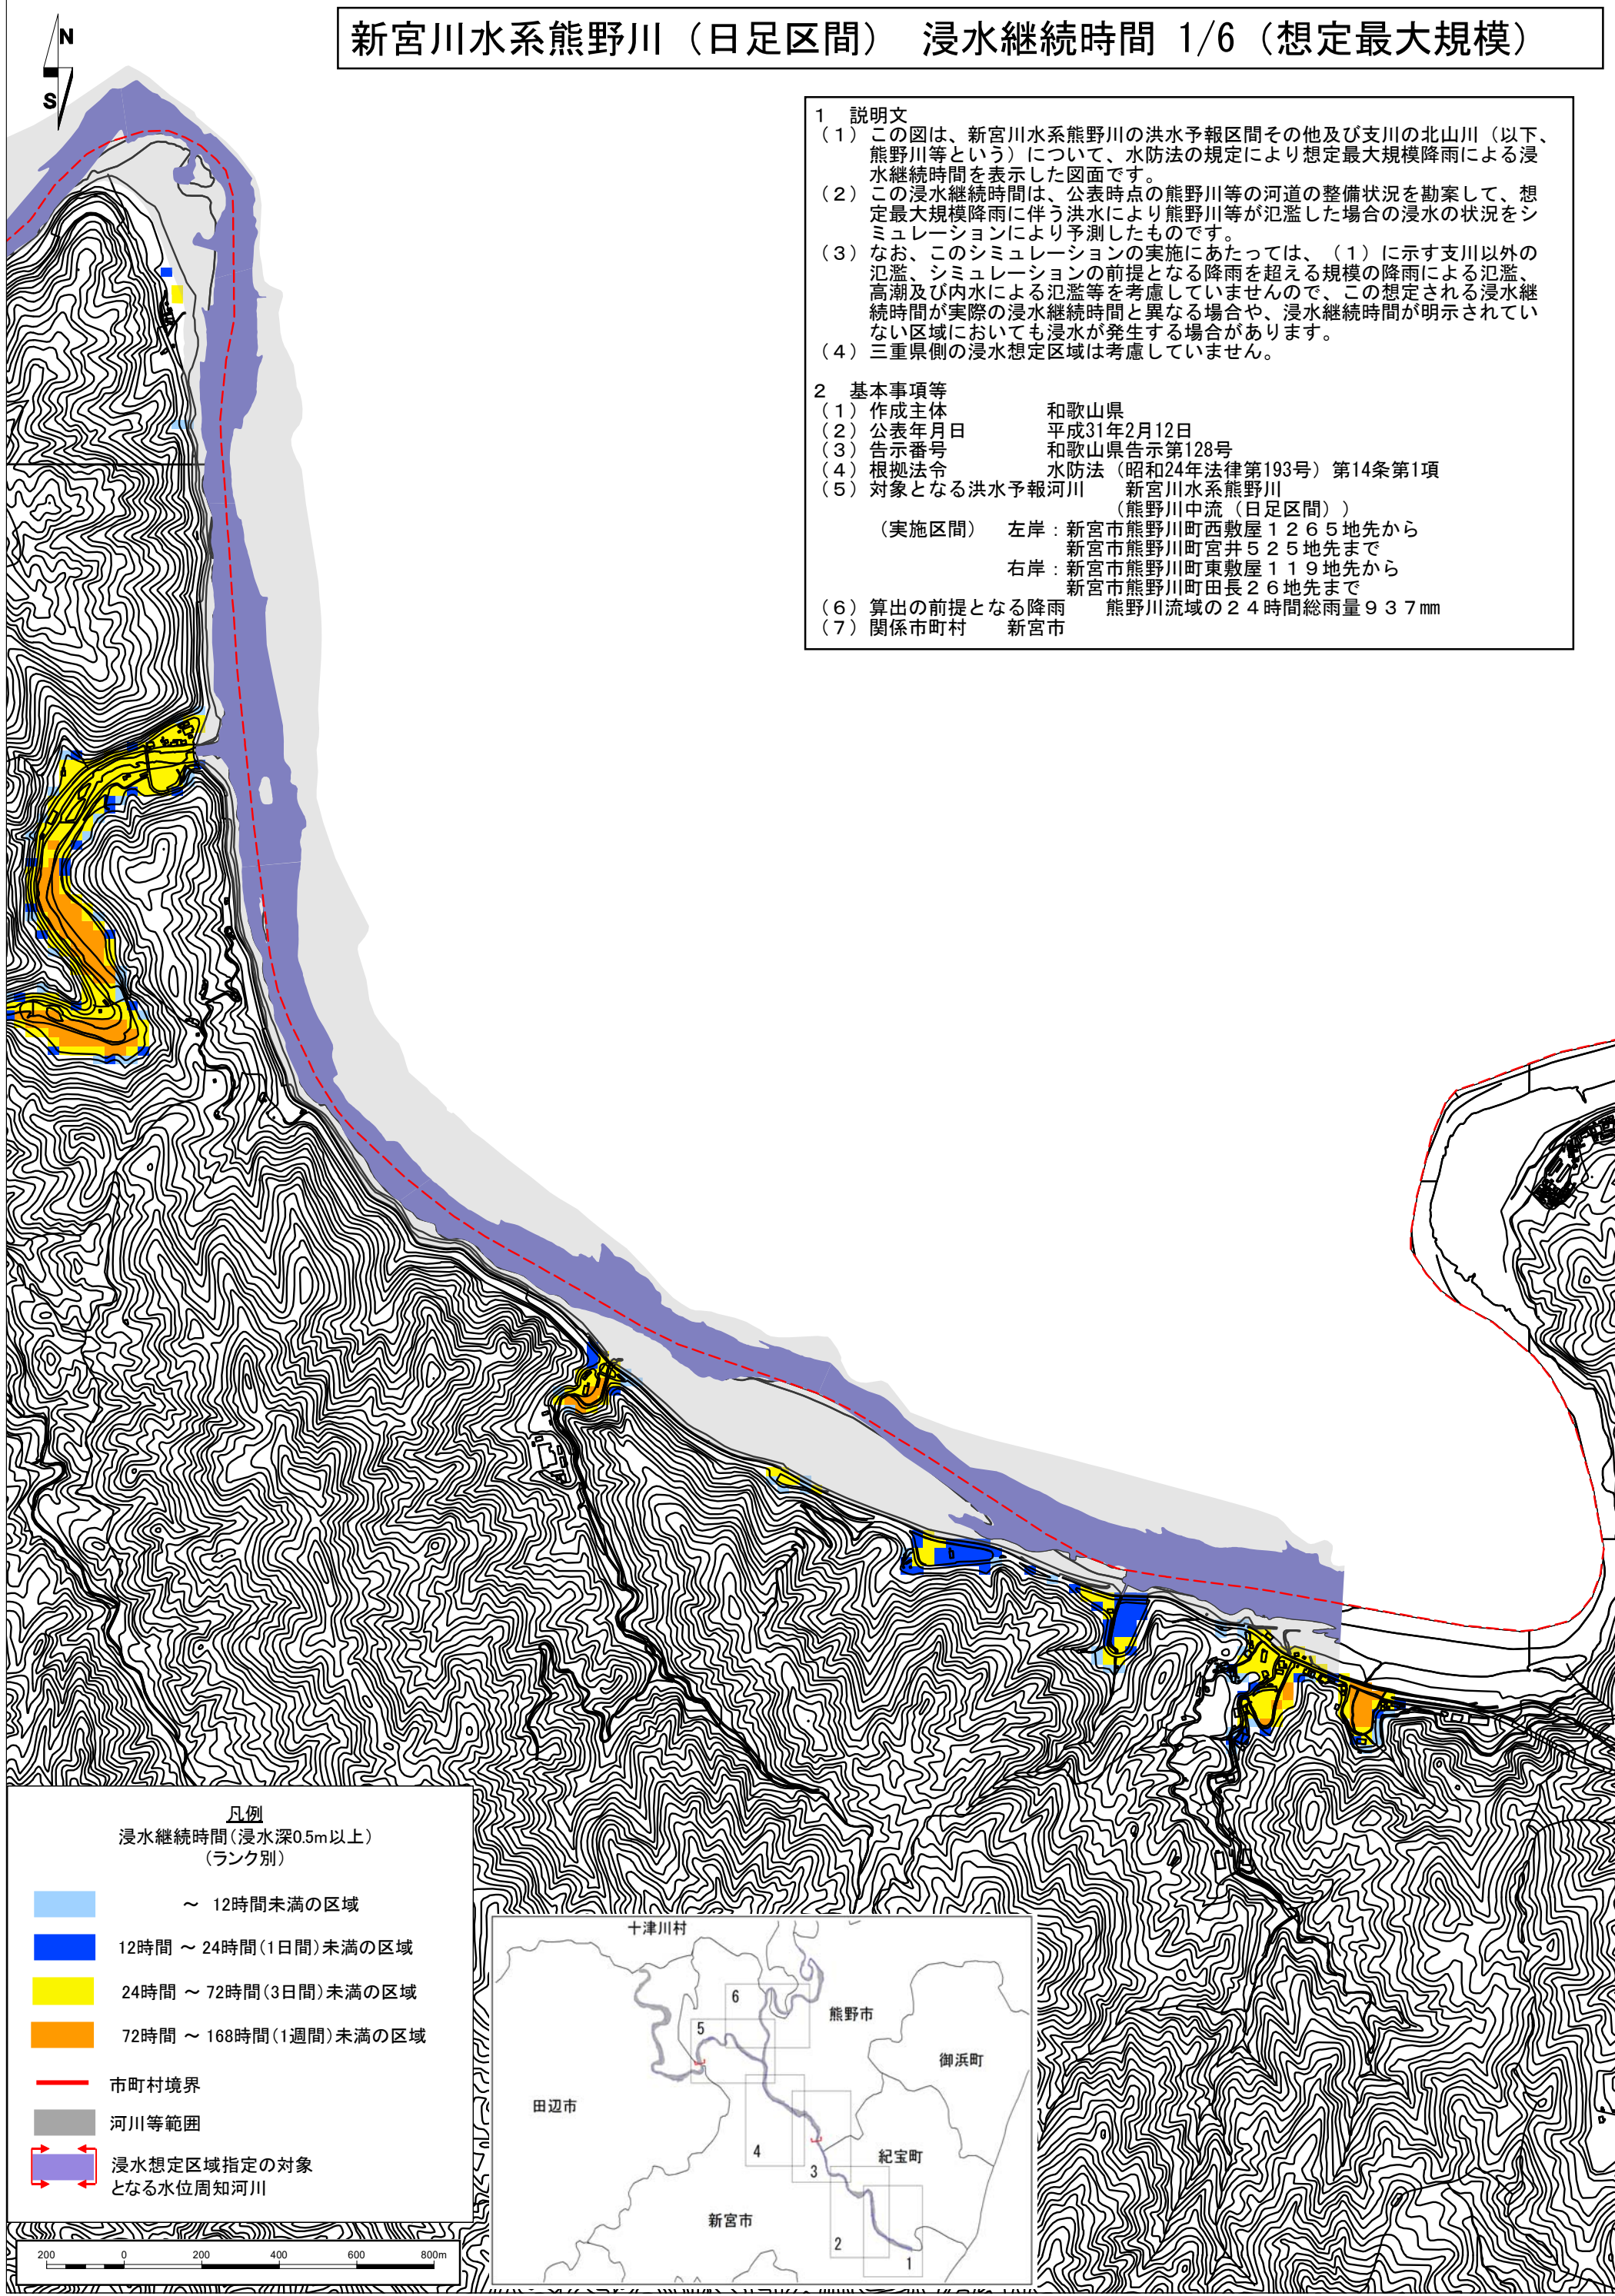 新宮川水系熊野川（日足区間）　浸水継続時間 1/6（想定最大規模）
N
S
１　説明文
（１）この図は、新宮川水系熊野川の洪水予報区間その他及び支川の北山川（以下、
熊野川等という）について、水防法の規定により想定最大規模降雨による浸
水継続時間を表示した図面です。
（２）この浸水継続時間は、公表時点の熊野川等の河道の整備状況を勘案して、想
定最大規模降雨に伴う洪水により熊野川等が氾濫した場合の浸水の状況をシ
ミュレーションにより予測したものです。
（３）なお、このシミュレーションの実施にあたっては、（１）に示す支川以外の
氾濫、シミュレーションの前提となる降雨を超える規模の降雨による氾濫、
高潮及び内水による氾濫等を考慮していませんので、この想定される浸水継
続時間が実際の浸水継続時間と異なる場合や、浸水継続時間が明示されてい
ない区域においても浸水が発生する場合があります。
（４）三重県側の浸水想定区域は考慮していません。
２　基本事項等
（１）作成主体　　　　　和歌山県
（２）公表年月日　　　　平成31年2月12日
（３）告示番号　　　　　和歌山県告示第128号
（４）根拠法令　　　　　水防法（昭和24年法律第193号）第14条第1項
（５）対象となる洪水予報河川　　新宮川水系熊野川
（熊野川中流（日足区間））
（実施区間）　左岸：新宮市熊野川町西敷屋１２６５地先から
新宮市熊野川町宮井５２５地先まで
右岸：新宮市熊野川町東敷屋１１９地先から
新宮市熊野川町田長２６地先まで
（６）算出の前提となる降雨　　熊野川流域の２４時間総雨量９３７㎜
（７）関係市町村　　新宮市
凡例
浸水継続時間（浸水深0.5m以上）
（ランク別）
～ 12時間未満の区域
12時間 ～ 24時間（1日間）未満の区域
24時間 ～ 72時間（3日間）未満の区域
72時間 ～ 168時間（1週間）未満の区域
市町村境界
河川等範囲
浸水想定区域指定の対象
となる水位周知河川
200 0 200 400 600 800m
十津川村
6
熊野市
5
御浜町
田辺市
4
紀宝町
3
新宮市
2
1